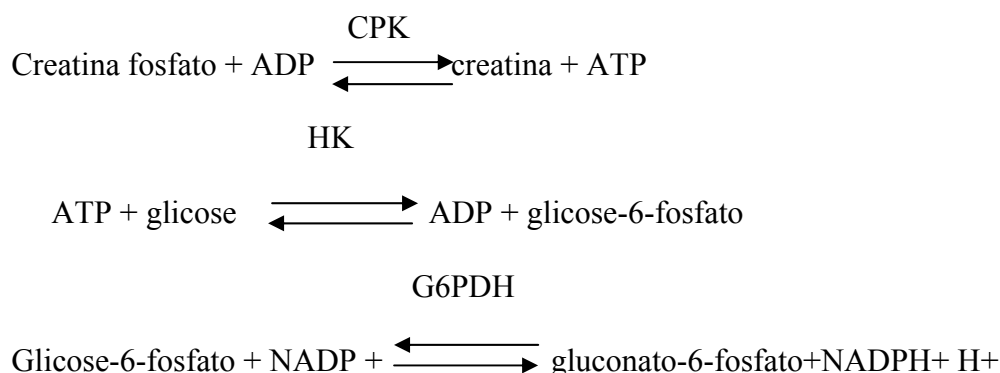 CPK
Creatina fosfato + ADP creatina + ATP
HK
ATP + glicose ADP + glicose-6-fosfato
G6PDH
Glicose-6-fosfato + NADP + gluconato-6-fosfato+NADPH+ H+